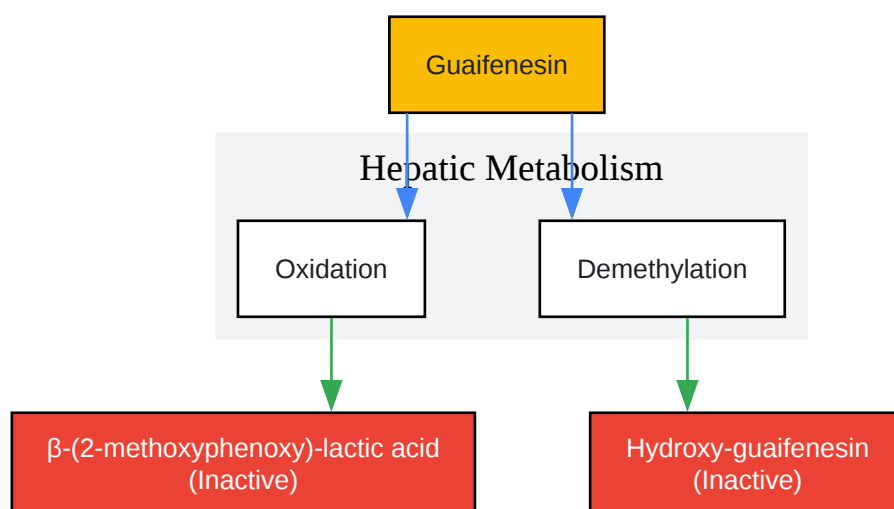 Guaifenesin
Hepatic Metabolism
Oxidation
Demethylation
β-(2-methoxyphenoxy)-lactic acid
(Inactive)
Hydroxy-guaifenesin
(Inactive)